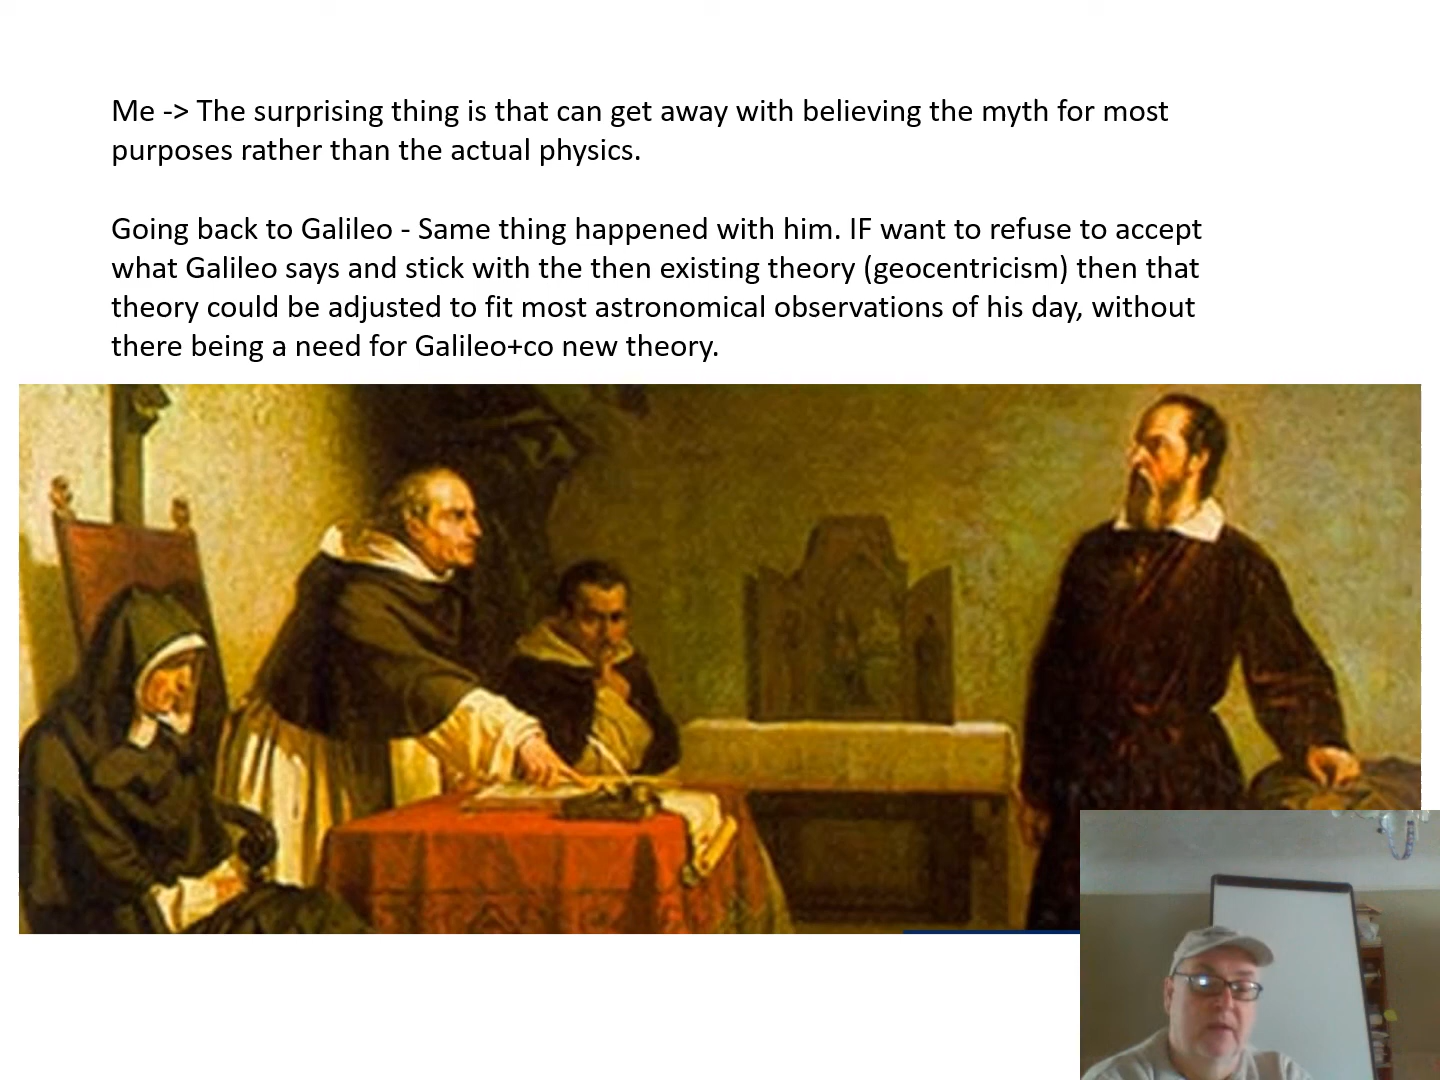 Me -> The surprising thing is that can get away with believing the myth for most
purposes rather than the actual physics.
Going back to Galileo - Same thing happened with him. IF want to refuse to accept
what Galileo says and stick with the then existing theory (geocentricism) then that
theory could be adjusted to fit most astronomical observations of his day, without
there being a need for Galileo+co new theory.